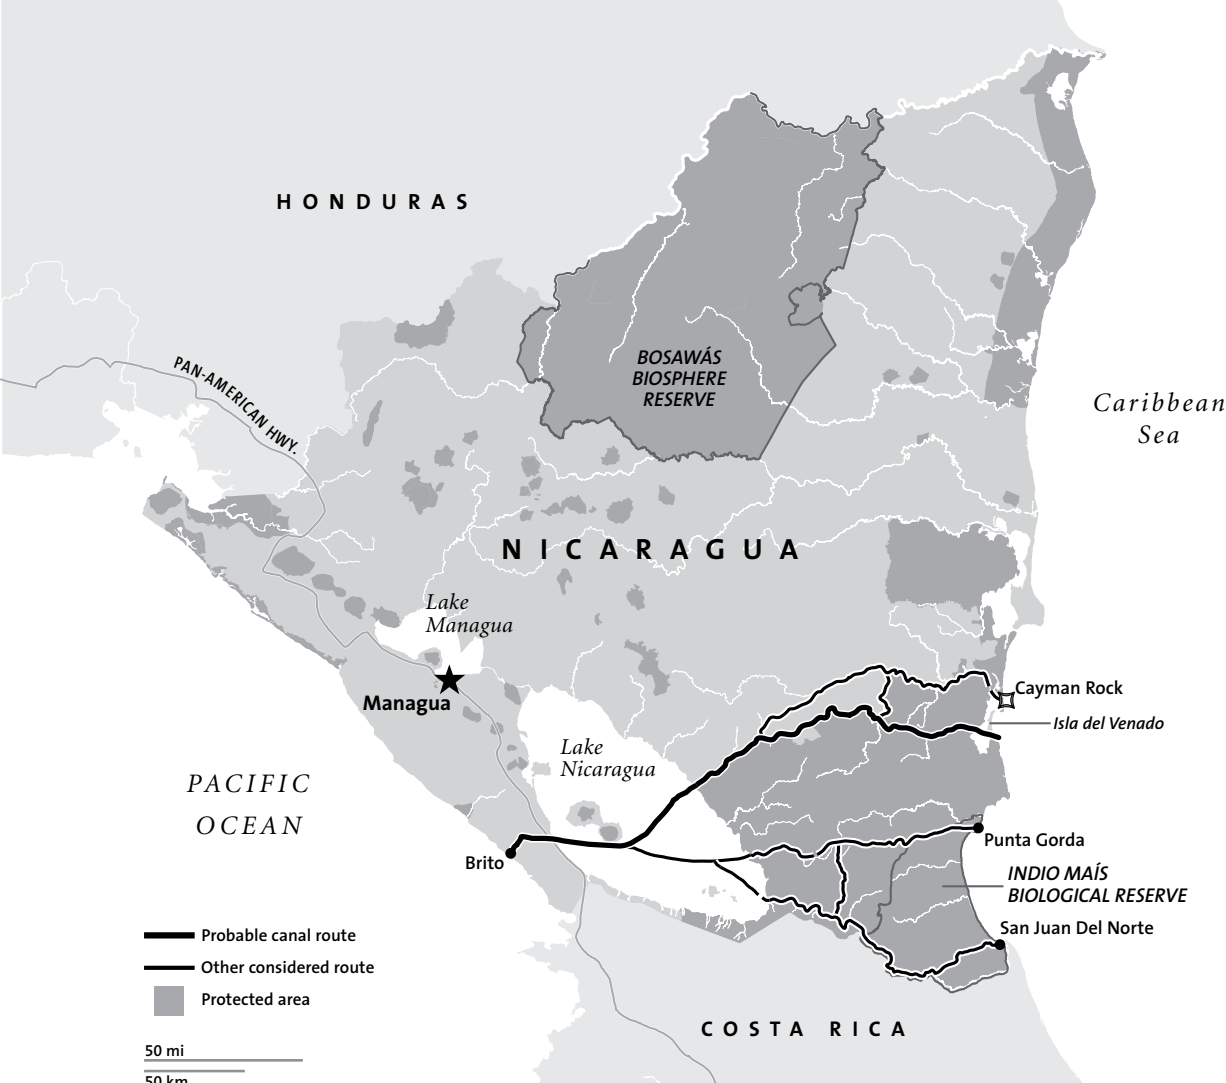 HONDURAS
PAN-AMERICAN HWY.
BOSAWÁS
BIOSPHERE
RESERVE
Caribbean
Sea
NICARAGUA
Lake
Managua
Managua
Cayman Rock
Isla del Venado
Lake
Nicaragua
PACIFIC
OCEAN
Brito
Punta Gorda
INDIO MAÍS
BIOLOGICAL RESERVE
San Juan Del Norte
Probable canal route
Other considered route
Protected area
COSTA RICA
50 mi
50 km